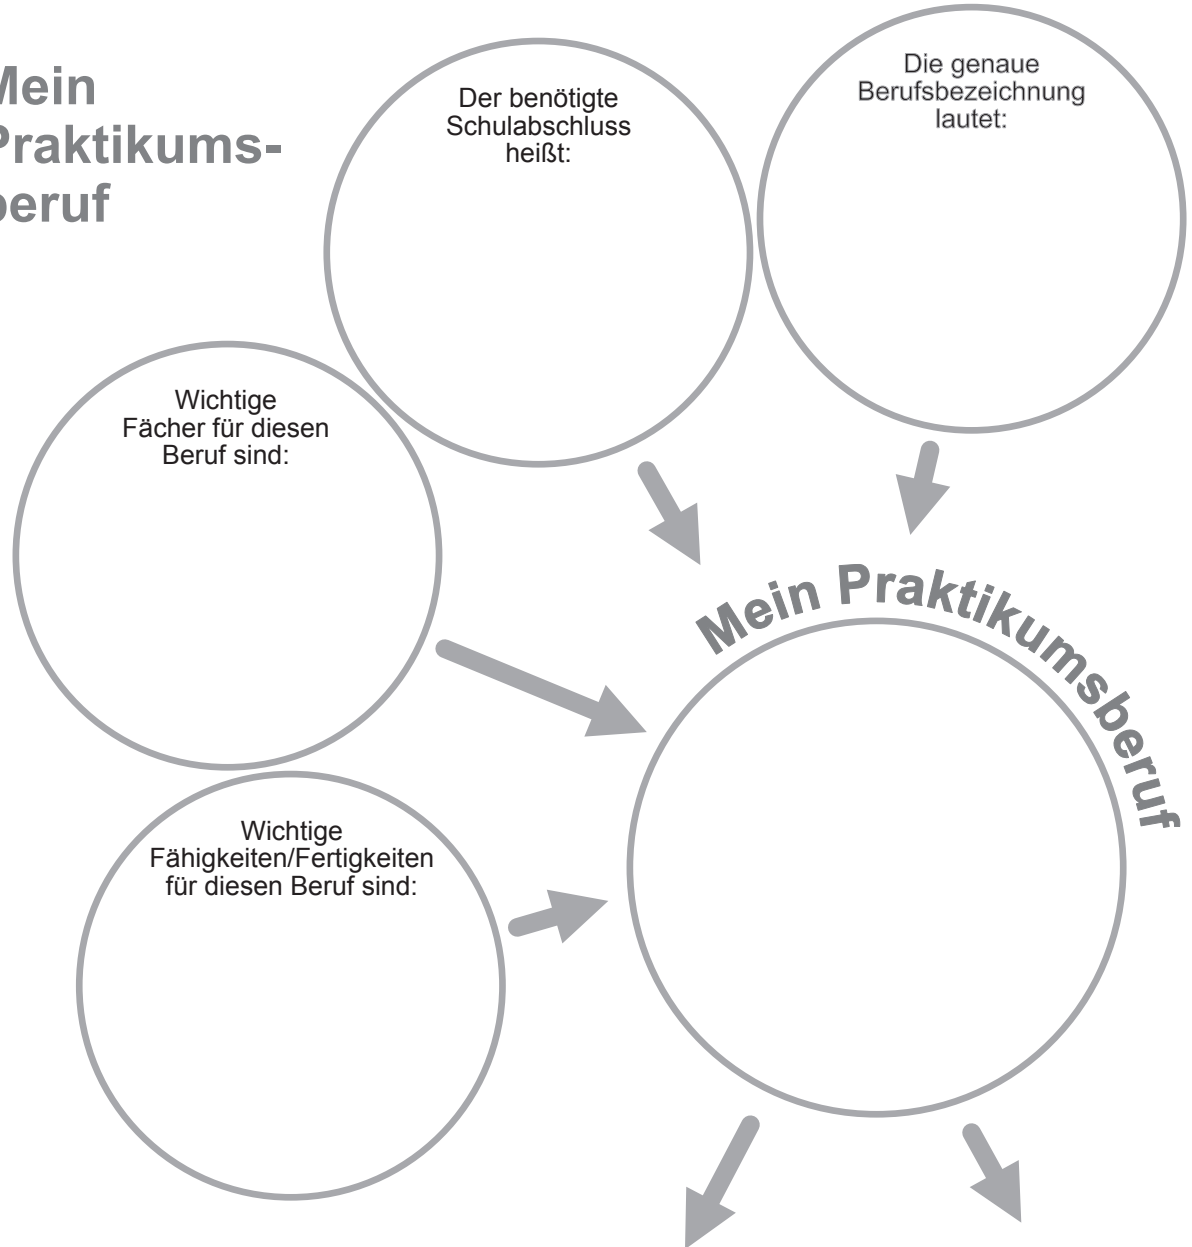 Mein
Praktikums-
beruf
Der benötigte
Schulabschluss
heißt:
Die genaue
Berufsbezeichnung
lautet:
Wichtige
Fächer für diesen
Beruf sind:
Mein Praktikumsberuf
Wichtige
Fähigkeiten/Fertigkeiten
für diesen Beruf sind: